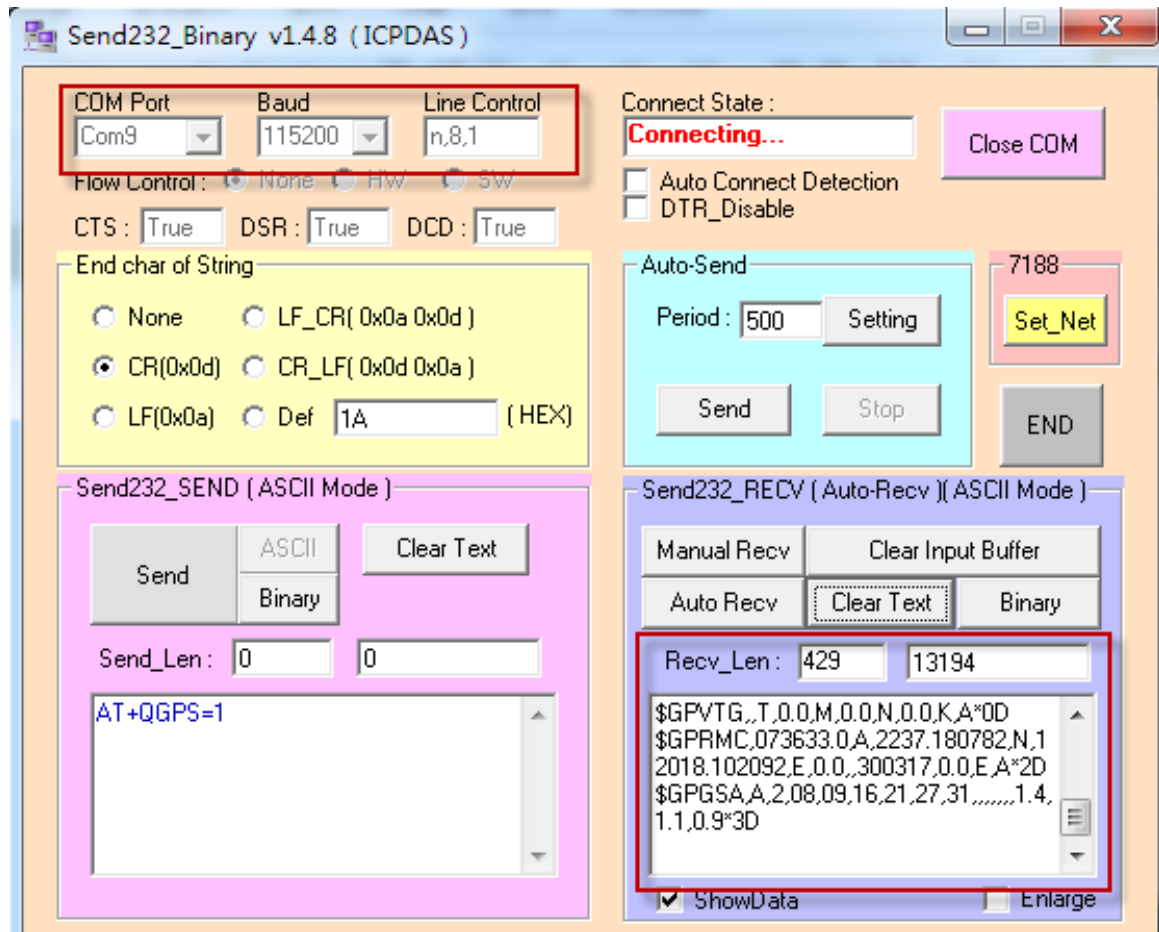 Send232_Binary v1.4.8 ( ICPDAS )
COM Port Baud Line Control
Com9 115200 n,8,1
Connect State :
Connecting...
Close COM
Flow Control : None HW SW
Auto Connect Detection
DTR_Disable
CTS : True DSR : True DCD : True
End char of String
None LF_CR( 0x0a 0x0d )
CR(0x0d) CR_LF( 0x0d 0x0a )
LF(0x0a) Def 1A ( HEX)
Auto-Send
Period : 500 Setting
Send Stop
7188
Set_Net
END
Send232_SEND ( ASCII Mode )
Send ASCII Clear Text
Binary
Send_Len : 0 0
AT+QGPS=1
Send232_RECV ( Auto-Recv )( ASCII Mode )
Manual Recv Clear Input Buffer
Auto Recv Clear Text Binary
Recv_Len : 429 13194
$GPVTG,,T,0.0,M,0.0,N,0.0,K,A*0D
$GPRMC,073633.0,A,2237.180782,N,1
2018.102092,E,0.0,,300317,0.0,E,A*2D
$GPGSA,A,2,08,09,16,21,27,31,,,,,,,1.4,
1.1,0.9*3D
ShowData Enlarge